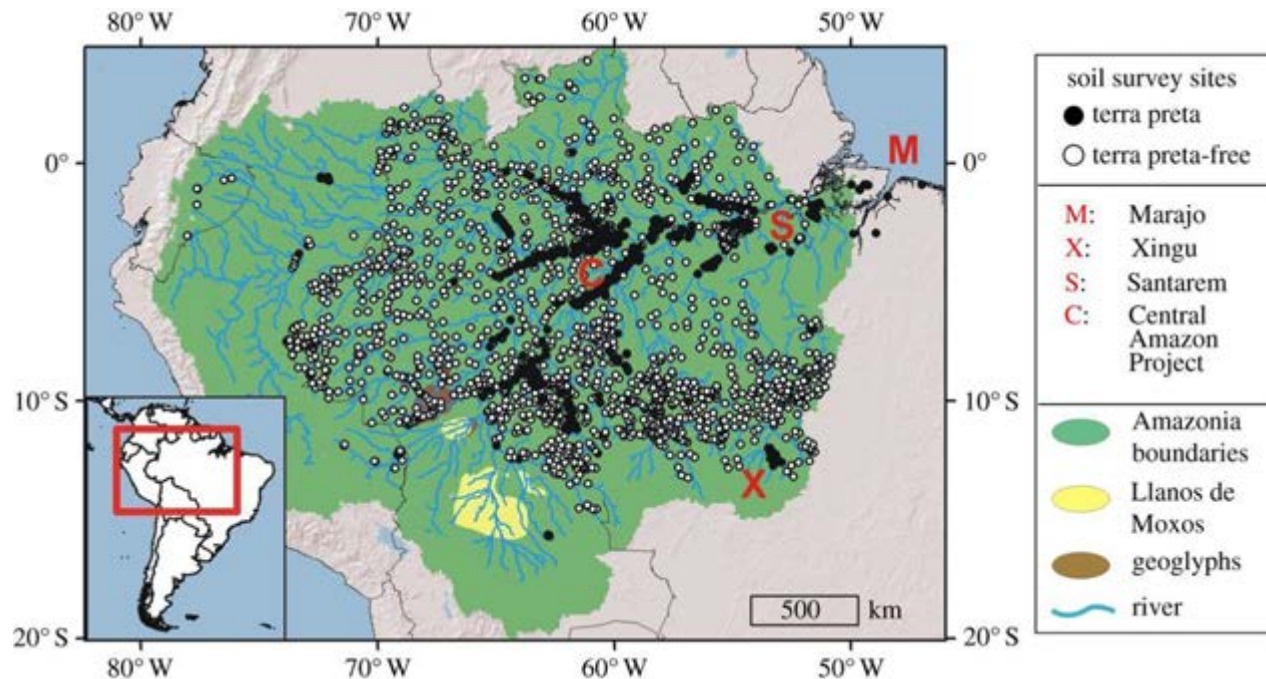 80° W 70° W 60° W 50° W
0° 0°
10° S 10° S
20° S 20° S
80° W 70° W 60° W 50° W
M
S
C
X
500 km
soil survey sites
terra preta
terra preta-free
M: Marajo
X: Xingu
S: Santarem
C: Central
Amazon
Project
Amazonia
boundaries
Llanos de
Moxos
geoglyphs
river